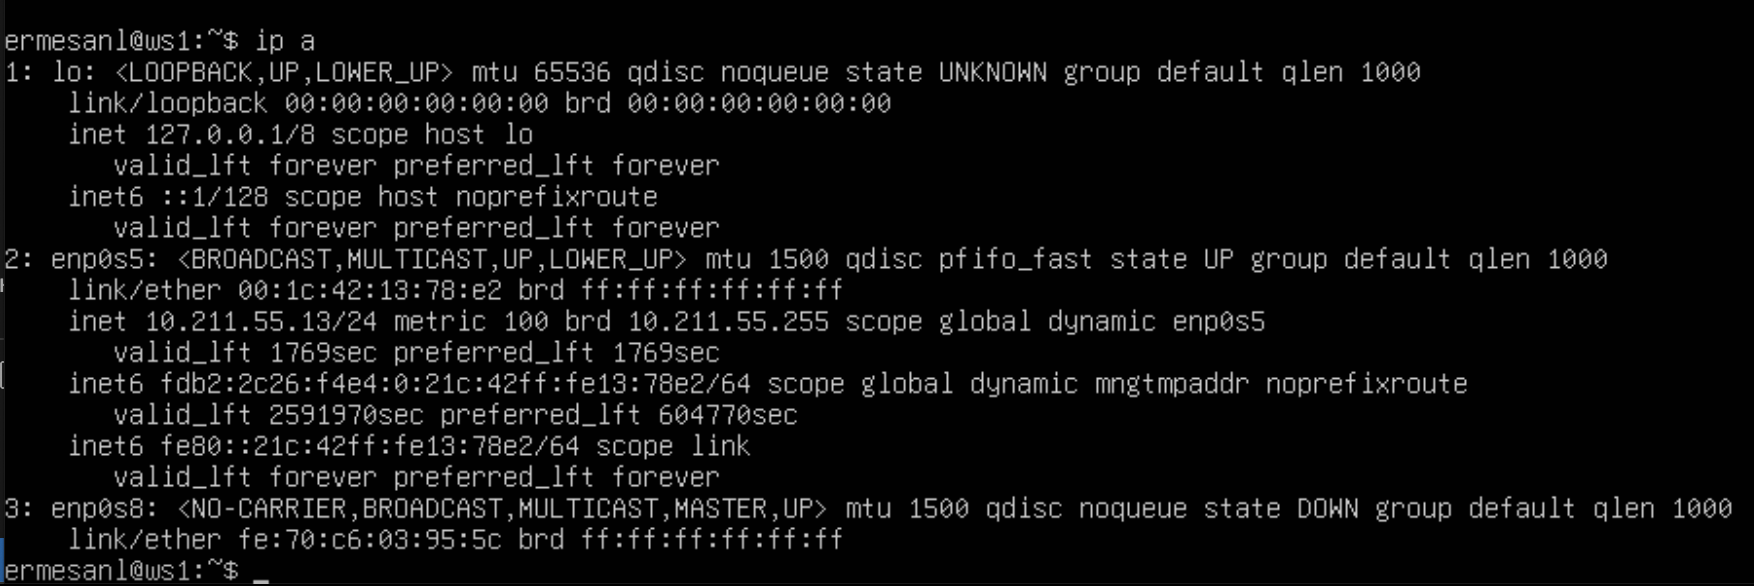 ermesanl@ws1:~$ ip a
1: lo: <LOOPBACK,UP,LOWER_UP> mtu 65536 qdisc noqueue state UNKNOWN group default qlen 1000
    link/loopback 00:00:00:00:00:00 brd 00:00:00:00:00:00
    inet 127.0.0.1/8 scope host lo
       valid_lft forever preferred_lft forever
    inet6 ::1/128 scope host noprefixroute
       valid_lft forever preferred_lft forever
2: enp0s5: <BROADCAST,MULTICAST,UP,LOWER_UP> mtu 1500 qdisc pfifo_fast state UP group default qlen 1000
    link/ether 00:1c:42:13:78:e2 brd ff:ff:ff:ff:ff:ff
    inet 10.211.55.13/24 metric 100 brd 10.211.55.255 scope global dynamic enp0s5
       valid_lft 1769sec preferred_lft 1769sec
    inet6 fdb2:2c26:f4e4:0:21c:42ff:fe13:78e2/64 scope global dynamic mngtmpaddr noprefixroute
       valid_lft 2591970sec preferred_lft 604770sec
    inet6 fe80::21c:42ff:fe13:78e2/64 scope link
       valid_lft forever preferred_lft forever
3: enp0s8: <NO-CARRIER,BROADCAST,MULTICAST,MASTER,UP> mtu 1500 qdisc noqueue state DOWN group default qlen 1000
    link/ether fe:70:c6:03:95:5c brd ff:ff:ff:ff:ff:ff
ermesanl@ws1:~$ _